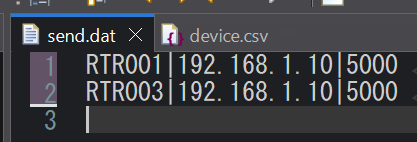 send.dat device.csv
1 RTR001|192.168.1.10|5000
2 RTR003|192.168.1.10|5000
3